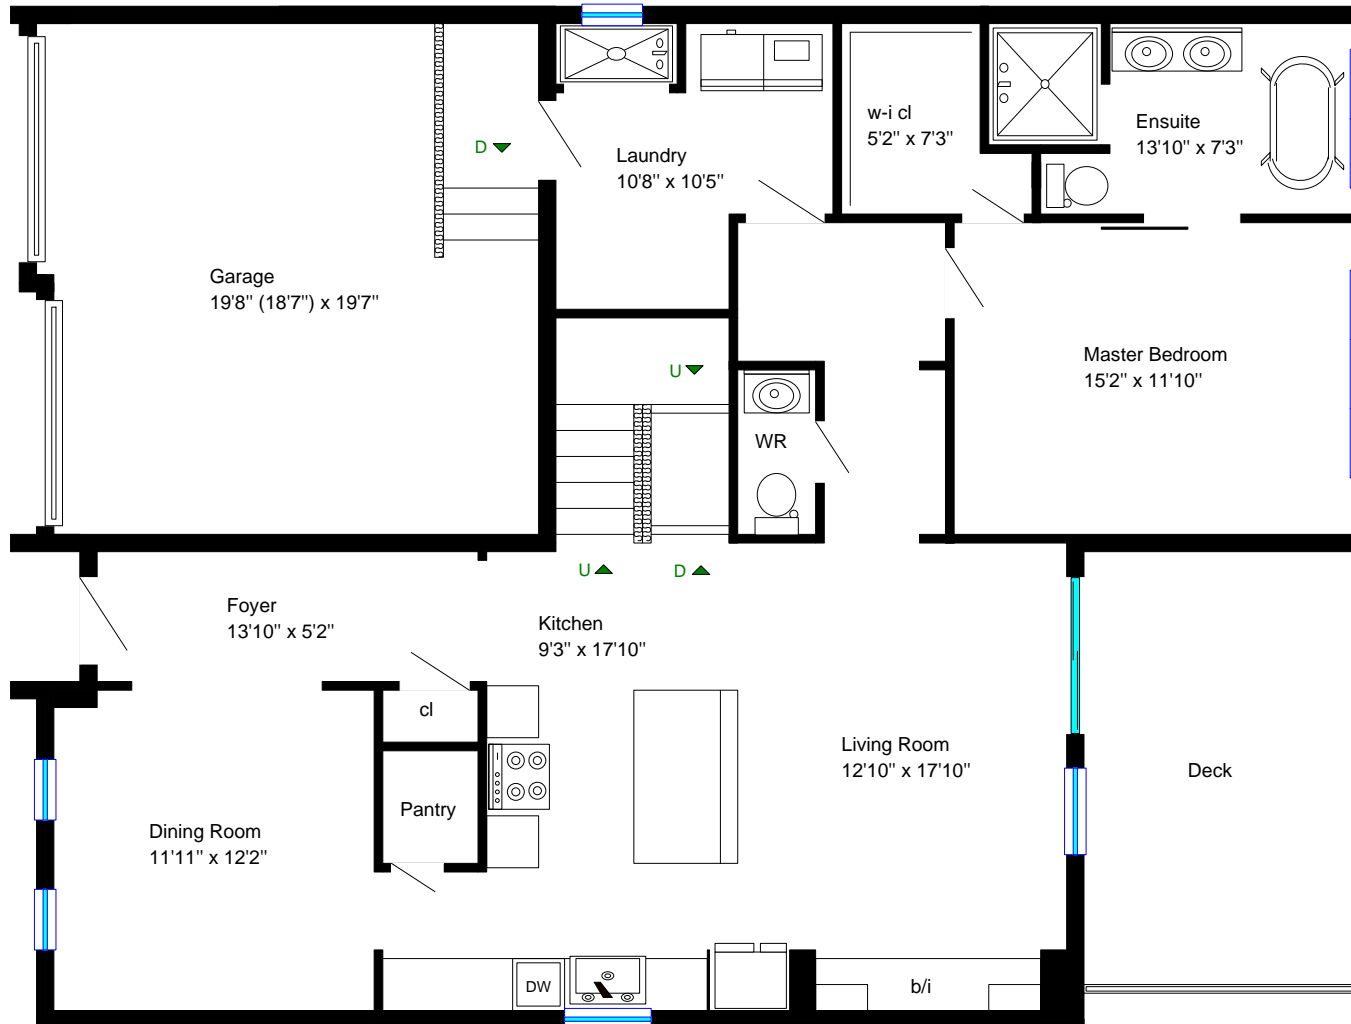 w-i cl
5'2" x 7'3"
Ensuite
13'10" x 7'3"
D
Laundry
10'8" x 10'5"
Garage
19'8" (18'7") x 19'7"
Master Bedroom
15'2" x 11'10"
U
WR
U
D
Foyer
13'10" x 5'2"
Kitchen
9'3" x 17'10"
cl
Living Room
12'10" x 17'10"
Deck
Pantry
Dining Room
11'11" x 12'2"
DW
b/i